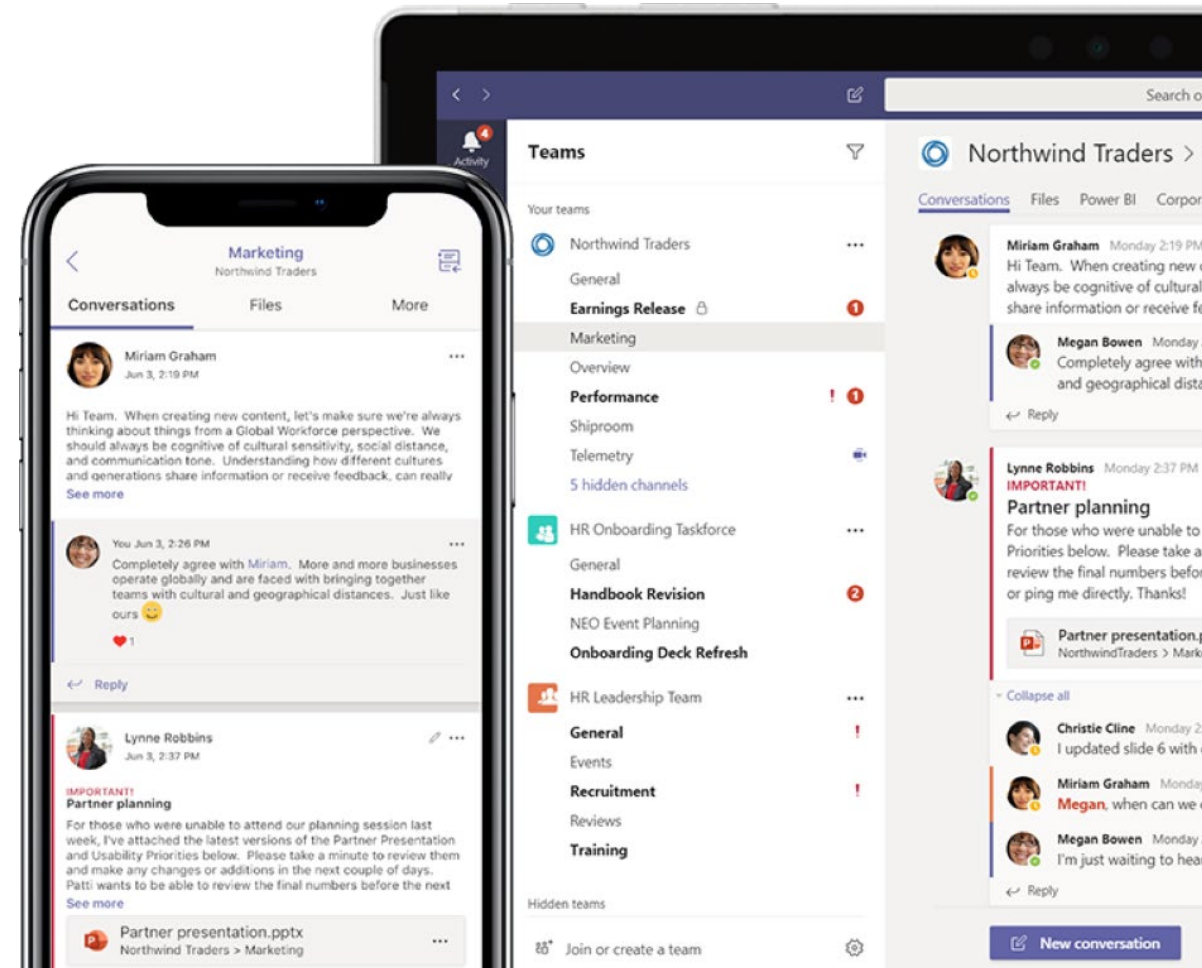 Marketing
Northwind Traders
Conversations Files More
Miriam Graham
Jun 3, 2:19 PM
Hi Team. When creating new content, let's make sure we're always
thinking about things from a Global Workforce perspective. We
should always be cognitive of cultural sensitivity, social distance,
and communication tone. Understanding how different cultures
and generations share information or receive feedback, can really
See more
You Jun 3, 2:26 PM
Completely agree with Miriam. More and more businesses
operate globally and are faced with bringing together
teams with cultural and geographical distances. Just like
ours 😊
1
Reply
Lynne Robbins
Jun 3, 2:37 PM
IMPORTANT!
Partner planning
For those who were unable to attend our planning session last
week, I've attached the latest versions of the Partner Presentation
and Usability Priorities below. Please take a minute to review them
and make any changes or additions in the next couple of days.
Patti wants to be able to review the final numbers before the next
See more
Partner presentation.pptx
Northwind Traders > Marketing
4
Activity
Teams
Your teams
Northwind Traders
General
Earnings Release 1
Marketing
Overview
Performance ! 1
Shiproom
Telemetry
5 hidden channels
HR Onboarding Taskforce
General
Handbook Revision 2
NEO Event Planning
Onboarding Deck Refresh
HR Leadership Team
General !
Events
Recruitment !
Reviews
Training
Hidden teams
Join or create a team
Search o
Northwind Traders >
Conversations Files Power BI Corpor
Miriam Graham Monday 2:19 PM
Hi Team. When creating new
always be cognitive of cultural
share information or receive fe
Megan Bowen Monday
Completely agree with
and geographical dista
Reply
Lynne Robbins Monday 2:37 PM
IMPORTANT!
Partner planning
For those who were unable to
Priorities below. Please take a
review the final numbers befor
or ping me directly. Thanks!
Partner presentation.p
NorthwindTraders > Mark
Collapse all
Christie Cline Monday 2
I updated slide 6 with
Miriam Graham Monday
Megan, when can we
Megan Bowen Monday
I'm just waiting to hear
Reply
New conversation